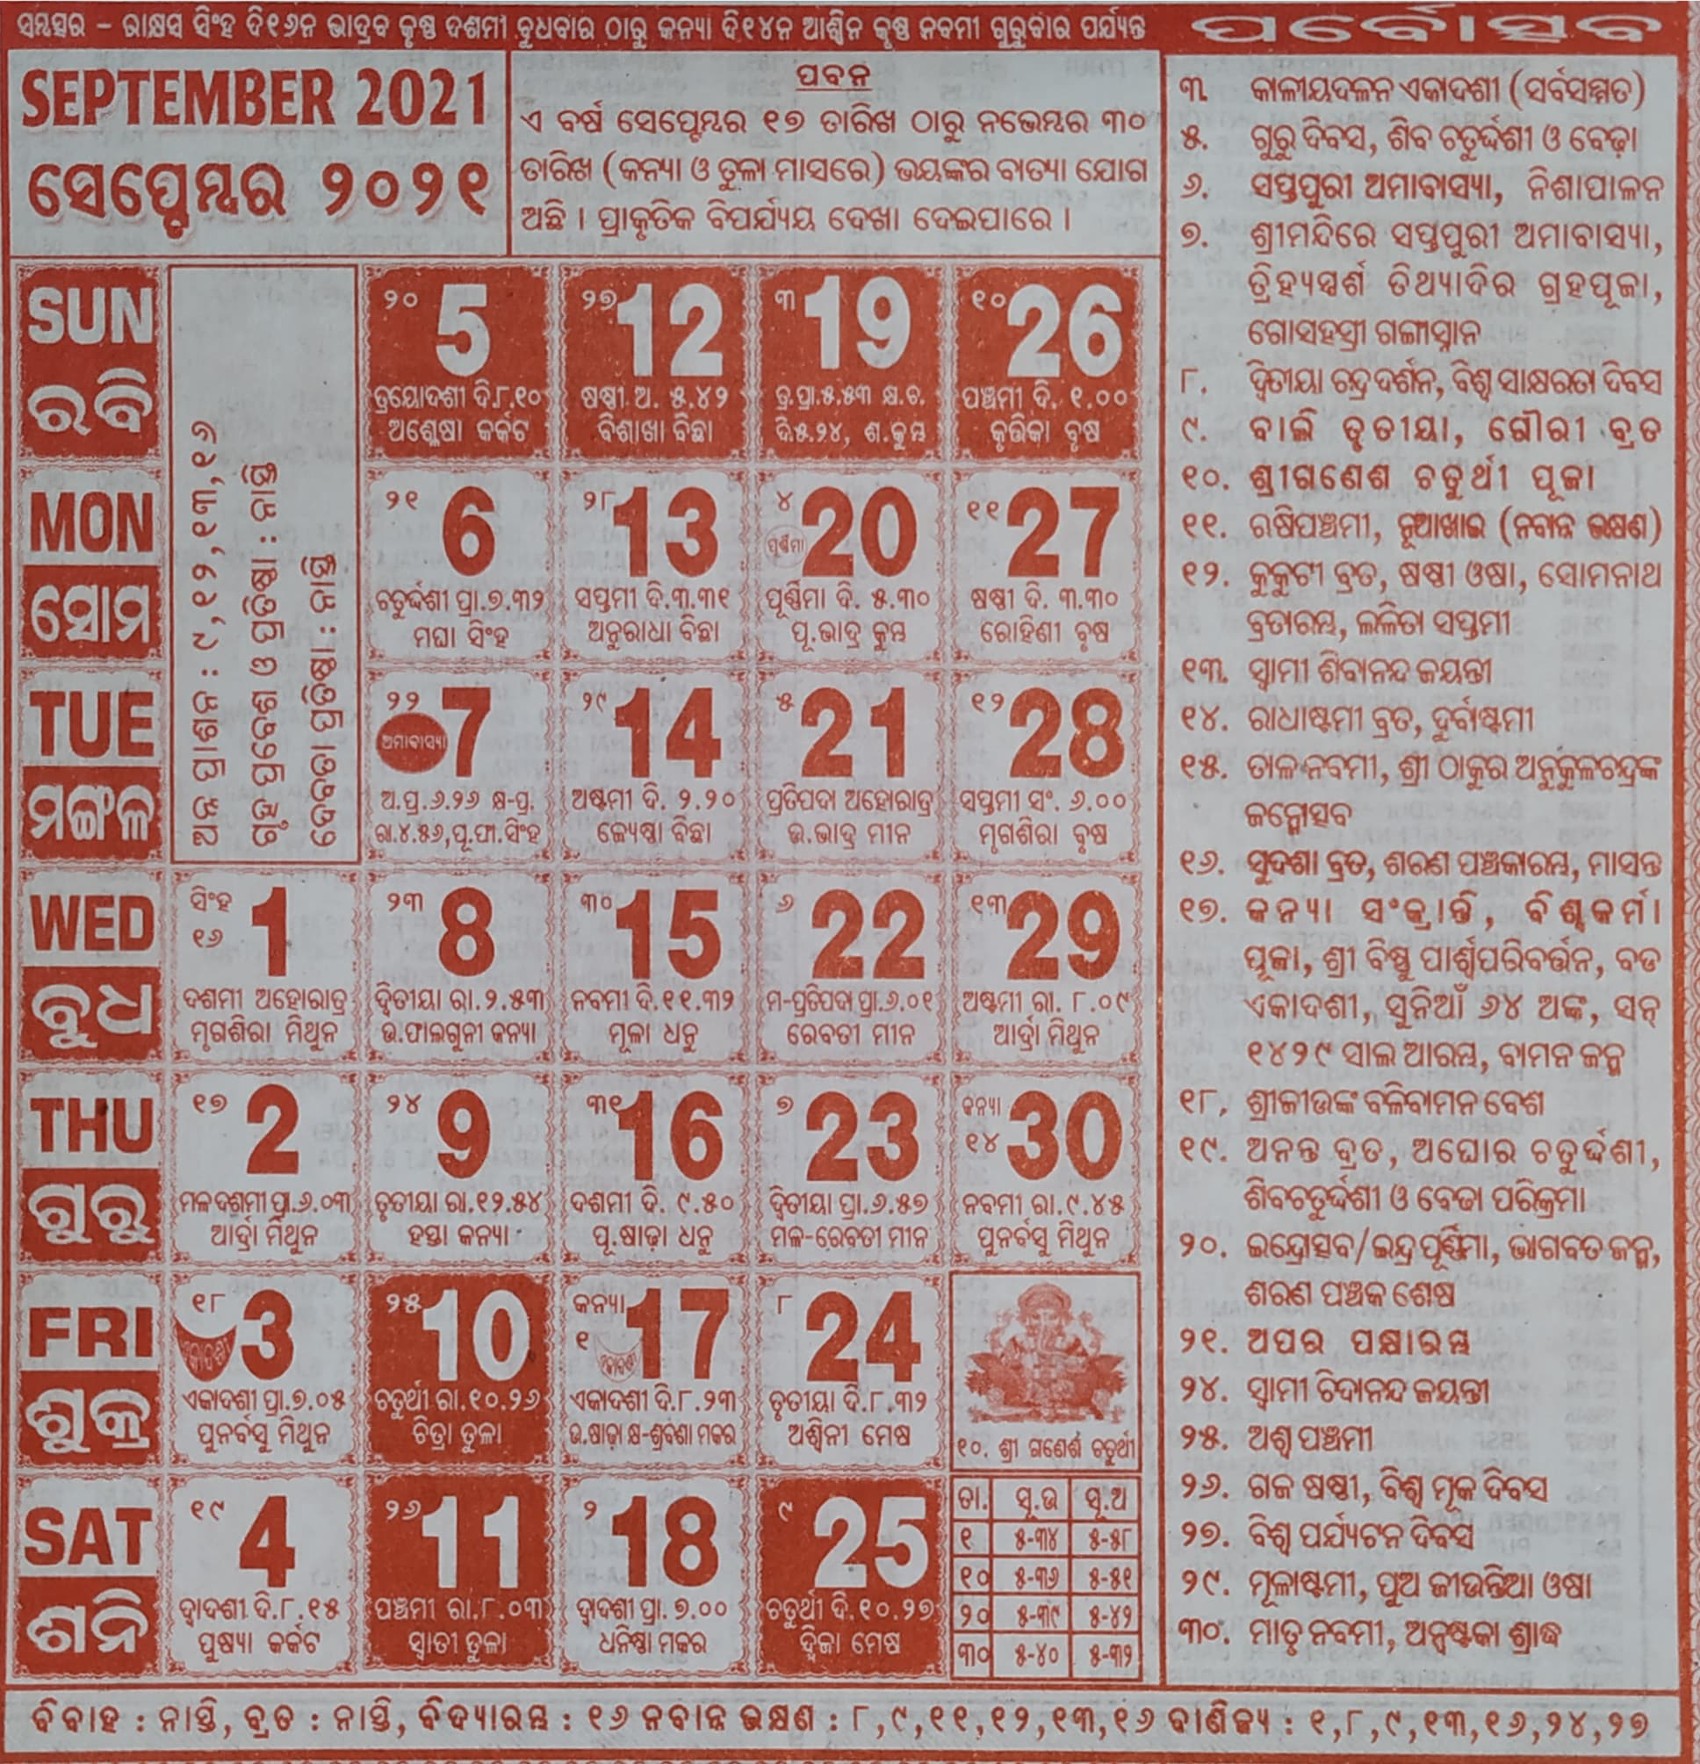 ସମ୍ବତ୍ସର – ରାକ୍ଷସ ସିଂହ ଦି୧୬ନ ଭାଦ୍ରବ କୃଷ୍ଣ ଦଶମୀ ବୁଧବାର ଠାରୁ କନ୍ୟା ଦି୧୪ନ ଆଶ୍ୱିନ କୃଷ୍ଣ ନବମୀ ଗୁରୁବାର ପର୍ଯ୍ୟନ୍ତ
ପର୍ବୋତ୍ସବ
SEPTEMBER 2021
ସେପ୍ଟେମ୍ବର ୨୦୨୧
ପବନ
ଏ ବର୍ଷ ସେପ୍ଟେମ୍ବର ୧୭ ତାରିଖ ଠାରୁ ନଭେମ୍ବର ୩୦
ତାରିଖ (କନ୍ୟା ଓ ତୁଳା ମାସରେ) ଭୟଙ୍କର ବାତ୍ୟା ଯୋଗ
ଅଛି । ପ୍ରାକୃତିକ ବିପର୍ଯ୍ୟୟ ଦେଖା ଦେଇପାରେ ।
SUN
ରବି
ଅନ୍ନ ପ୍ରାଶନ : ୯,୧୨,୧୩,୧୬
ଗୃହ ପ୍ରବେଶ ଓ ପ୍ରତିଷ୍ଠା : ନାସ୍ତି
ଦେବତା ପ୍ରତିଷ୍ଠା : ନାସ୍ତି
୨୦ 5
ତ୍ରୟୋଦଶୀ ଦି.୮.୧୦
ଅଶ୍ଳେଷା କର୍କଟ
୨୭ 12
ଷଷ୍ଠୀ ଅ. ୫.୪୨
ବିଶାଖା ବିଛା
୩ 19
ତ୍ର.ପ୍ରା.୫.୫୩ କ୍ଷ.ଚ.
ଦି.୫.୨୪, ଶ.କୁମ୍ଭ
୧୦ 26
ପଞ୍ଚମୀ ଦି. ୧.୦୦
କୃତ୍ତିକା ବୃଷ
MON
ସୋମ
୨୧ 6
ଚତୁର୍ଦ୍ଦଶୀ ପ୍ରା.୭.୩୨
ମଘା ସିଂହ
୨୮ 13
ସପ୍ତମୀ ଦି.୩.୩୧
ଅନୁରାଧା ବିଛା
୪ 20
ପୂର୍ଣ୍ଣିମା
ପୂର୍ଣ୍ଣିମା ଦି. ୫.୩୦
ପୂ.ଭାଦ୍ର କୁମ୍ଭ
୧୧ 27
ଷଷ୍ଠୀ ଦି. ୩.୩୦
ରୋହିଣୀ ବୃଷ
TUE
ମଙ୍ଗଳ
୨୨ 7
ଅମାବାସ୍ୟା
ଅ.ପ୍ର.୬.୨୬ କ୍ଷ-ପ୍ର.
ଗା.୪.୫୬,ପୂ.ଫା.ସିଂହ
୨୯ 14
ଅଷ୍ଟମୀ ଦି. ୨.୨୦
ଜ୍ୟେଷ୍ଠା ବିଛା
୫ 21
ପ୍ରତିପଦା ଅହୋରାତ୍ର
ଉ.ଭାଦ୍ର ମୀନ
୧୨ 28
ସପ୍ତମୀ ସଂ. ୬.୦୦
ମୃଗଶିରା ବୃଷ
WED
ବୁଧ
ସିଂହ ୧୬ 1
ଦଶମୀ ଅହୋରାତ୍ର
ମୃଗଶିରା ମିଥୁନ
୨୩ 8
ଦ୍ୱିତୀୟା ରା.୨.୫୩
ଉ.ଫାଲଗୁନୀ କନ୍ୟା
୩୦ 15
ନବମୀ ଦି.୧୧.୩୨
ମୂଳା ଧନୁ
୬ 22
ମ-ପ୍ରତିପଦା ପ୍ରା.୬.୦୧
ରେବତୀ ମୀନ
୧୩ 29
ଅଷ୍ଟମୀ ରା. ୮.୦୯
ଆର୍ଦ୍ରା ମିଥୁନ
THU
ଗୁରୁ
୧୭ 2
ମଳ ଦଶମୀ ପ୍ରା.୬.୦୩
ଆର୍ଦ୍ରା ମିଥୁନ
୨୪ 9
ତୃତୀୟା ରା.୧୨.୫୪
ହସ୍ତା କନ୍ୟା
୩୧ 16
ଦଶମୀ ଦି. ୯.୫୦
ପୂ.ଷାଢ଼ା ଧନୁ
୭ 23
ଦ୍ୱିତୀୟା ପ୍ରା.୬.୫୭
ମଳ-ରେବତୀ ମୀନ
କନ୍ୟା ୧୪ 30
ନବମୀ ରା.୯.୪୫
ପୁନର୍ବସୁ ମିଥୁନ
FRI
ଶୁକ୍ର
୧୮ 3
ଏକାଦଶୀ
ଏକାଦଶୀ ପ୍ରା.୭.୦୫
ପୁନର୍ବସୁ ମିଥୁନ
୨୫ 10
ଚତୁର୍ଥୀ ରା.୧୦.୨୬
ଚିତ୍ରା ତୁଳା
କନ୍ୟା ୧ 17
ଏକାଦଶୀ ଦି.୮.୨୩
ଉ.ଷାଢ଼ା କ୍ଷ-ଶ୍ରବଣା ମକର
୮ 24
ତୃତୀୟା ଦି.୮.୩୨
ଅଶ୍ୱିନୀ ମେଷ
୧୦. ଶ୍ରୀ ଗଣେଶ ଚତୁର୍ଥୀ
SAT
ଶନି
୧୯ 4
ଦ୍ୱାଦଶୀ ଦି.୮.୧୫
ପୁଷ୍ୟା କର୍କଟ
୨୬ 11
ପଞ୍ଚମୀ ରା.୮.୦୩
ସ୍ୱାତୀ ତୁଳା
୨ 18
ଦ୍ୱାଦଶୀ ପ୍ରା. ୭.୦୦
ଧନିଷ୍ଠା ମକର
୯ 25
ଚତୁର୍ଥୀ ଦି.୧୦.୨୭
ଦ୍ୱିକା ମେଷ
ତା. ସୂ.ଉ ସୂ.ଅ
୧ ୫-୩୪ ୫-୫୮
୧୦ ୫-୩୬ ୫-୫୧
୨୦ ୫-୩୯ ୫-୪୨
୩୦ ୫-୪୦ ୫-୩୨
୩. କାଳୀୟଦଳନ ଏକାଦଶୀ (ସର୍ବସମ୍ମତ)
୫. ଗୁରୁ ଦିବସ, ଶିବ ଚତୁର୍ଦ୍ଦଶୀ ଓ ବେଢ଼ା
୬. ସପ୍ତପୁରୀ ଅମାବାସ୍ୟା, ନିଶାପାଳନ
୭. ଶ୍ରୀମନ୍ଦିରେ ସପ୍ତପୁରୀ ଅମାବାସ୍ୟା,
ତ୍ରିହ୍ୟସ୍ପର୍ଶ ତିଥ୍ୟାଦିର ଗ୍ରହପୂଜା,
ଗୋସହସ୍ରୀ ଗଙ୍ଗାସ୍ନାନ
୮. ଦ୍ୱିତୀୟା ଚନ୍ଦ୍ର ଦର୍ଶନ, ବିଶ୍ୱ ସାକ୍ଷରତା ଦିବସ
୯. ବାଲି ତୃତୀୟା, ଗୌରୀ ବ୍ରତ
୧୦. ଶ୍ରୀଗଣେଶ ଚତୁର୍ଥୀ ପୂଜା
୧୧. ଋଷିପଞ୍ଚମୀ, ନୂଆଖାଇ (ନବାନ୍ନ ଭକ୍ଷଣ)
୧୨. କୁକୁଟୀ ବ୍ରତ, ଷଷ୍ଠୀ ଓଷା, ସୋମନାଥ
ବ୍ରତାରମ୍ଭ, ଲଳିତା ସପ୍ତମୀ
୧୩. ସ୍ୱାମୀ ଶିବାନନ୍ଦ ଜୟନ୍ତୀ
୧୪. ରାଧାଷ୍ଟମୀ ବ୍ରତ, ଦୁର୍ବାଷ୍ଟମୀ
୧୫. ତାଳ ନବମୀ, ଶ୍ରୀ ଠାକୁର ଅନୁକୁଳଚନ୍ଦ୍ରଙ୍କ
ଜନ୍ମୋତ୍ସବ
୧୬. ସୁଦଶା ବ୍ରତ, ଶରଣ ପଞ୍ଚକାରମ୍ଭ, ମାସନ୍ତ
୧୭. କନ୍ୟା ସଂକ୍ରାନ୍ତି, ବିଶ୍ୱକର୍ମା
ପୂଜା, ଶ୍ରୀ ବିଷ୍ଣୁ ପାର୍ଶ୍ୱପରିବର୍ତ୍ତନ, ବଡ
ଏକାଦଶୀ, ସୁନିଆଁ ୬୪ ଅଙ୍କ, ସନ୍
୧୪୨୯ ସାଲ ଆରମ୍ଭ, ବାମନ ଜନ୍ମ
୧୮. ଶ୍ରୀଜୀଉଙ୍କ ବଳିବାମନ ବେଶ
୧୯. ଅନନ୍ତ ବ୍ରତ, ଅଘୋର ଚତୁର୍ଦ୍ଦଶୀ,
ଶିବଚତୁର୍ଦ୍ଦଶୀ ଓ ବେଢା ପରିକ୍ରମା
୨୦. ଇନ୍ଦ୍ରୋତ୍ସବ/ଇନ୍ଦ୍ରପୂର୍ଣ୍ଣିମା, ଭାଗବତ ଜନ୍ମ,
ଶରଣ ପଞ୍ଚକ ଶେଷ
୨୧. ଅପର ପକ୍ଷାରମ୍ଭ
୨୪. ସ୍ୱାମୀ ଚିଦାନନ୍ଦ ଜୟନ୍ତୀ
୨୫. ଅଶ୍ୱ ପଞ୍ଚମୀ
୨୬. ଗଜ ଷଷ୍ଠୀ, ବିଶ୍ୱ ମୂକ ଦିବସ
୨୭. ବିଶ୍ୱ ପର୍ଯ୍ୟଟନ ଦିବସ
୨୯. ମୂଳାଷ୍ଟମୀ, ପୁଅ ଜୀଉନ୍ତିଆ ଓଷା
୩୦. ମାତୃ ନବମୀ, ଅନ୍ୱଷ୍ଟକା ଶ୍ରାଦ୍ଧ
ବିବାହ : ନାସ୍ତି, ବ୍ରତ : ନାସ୍ତି, ବିଦ୍ୟାରମ୍ଭ : ୧୬ ନବାନ୍ନ ଭକ୍ଷଣ : ୮,୯,୧୧,୧୨,୧୩,୧୬ ବାଣିଜ୍ୟ : ୧,୮,୯,୧୩,୧୬,୨୪,୨୭